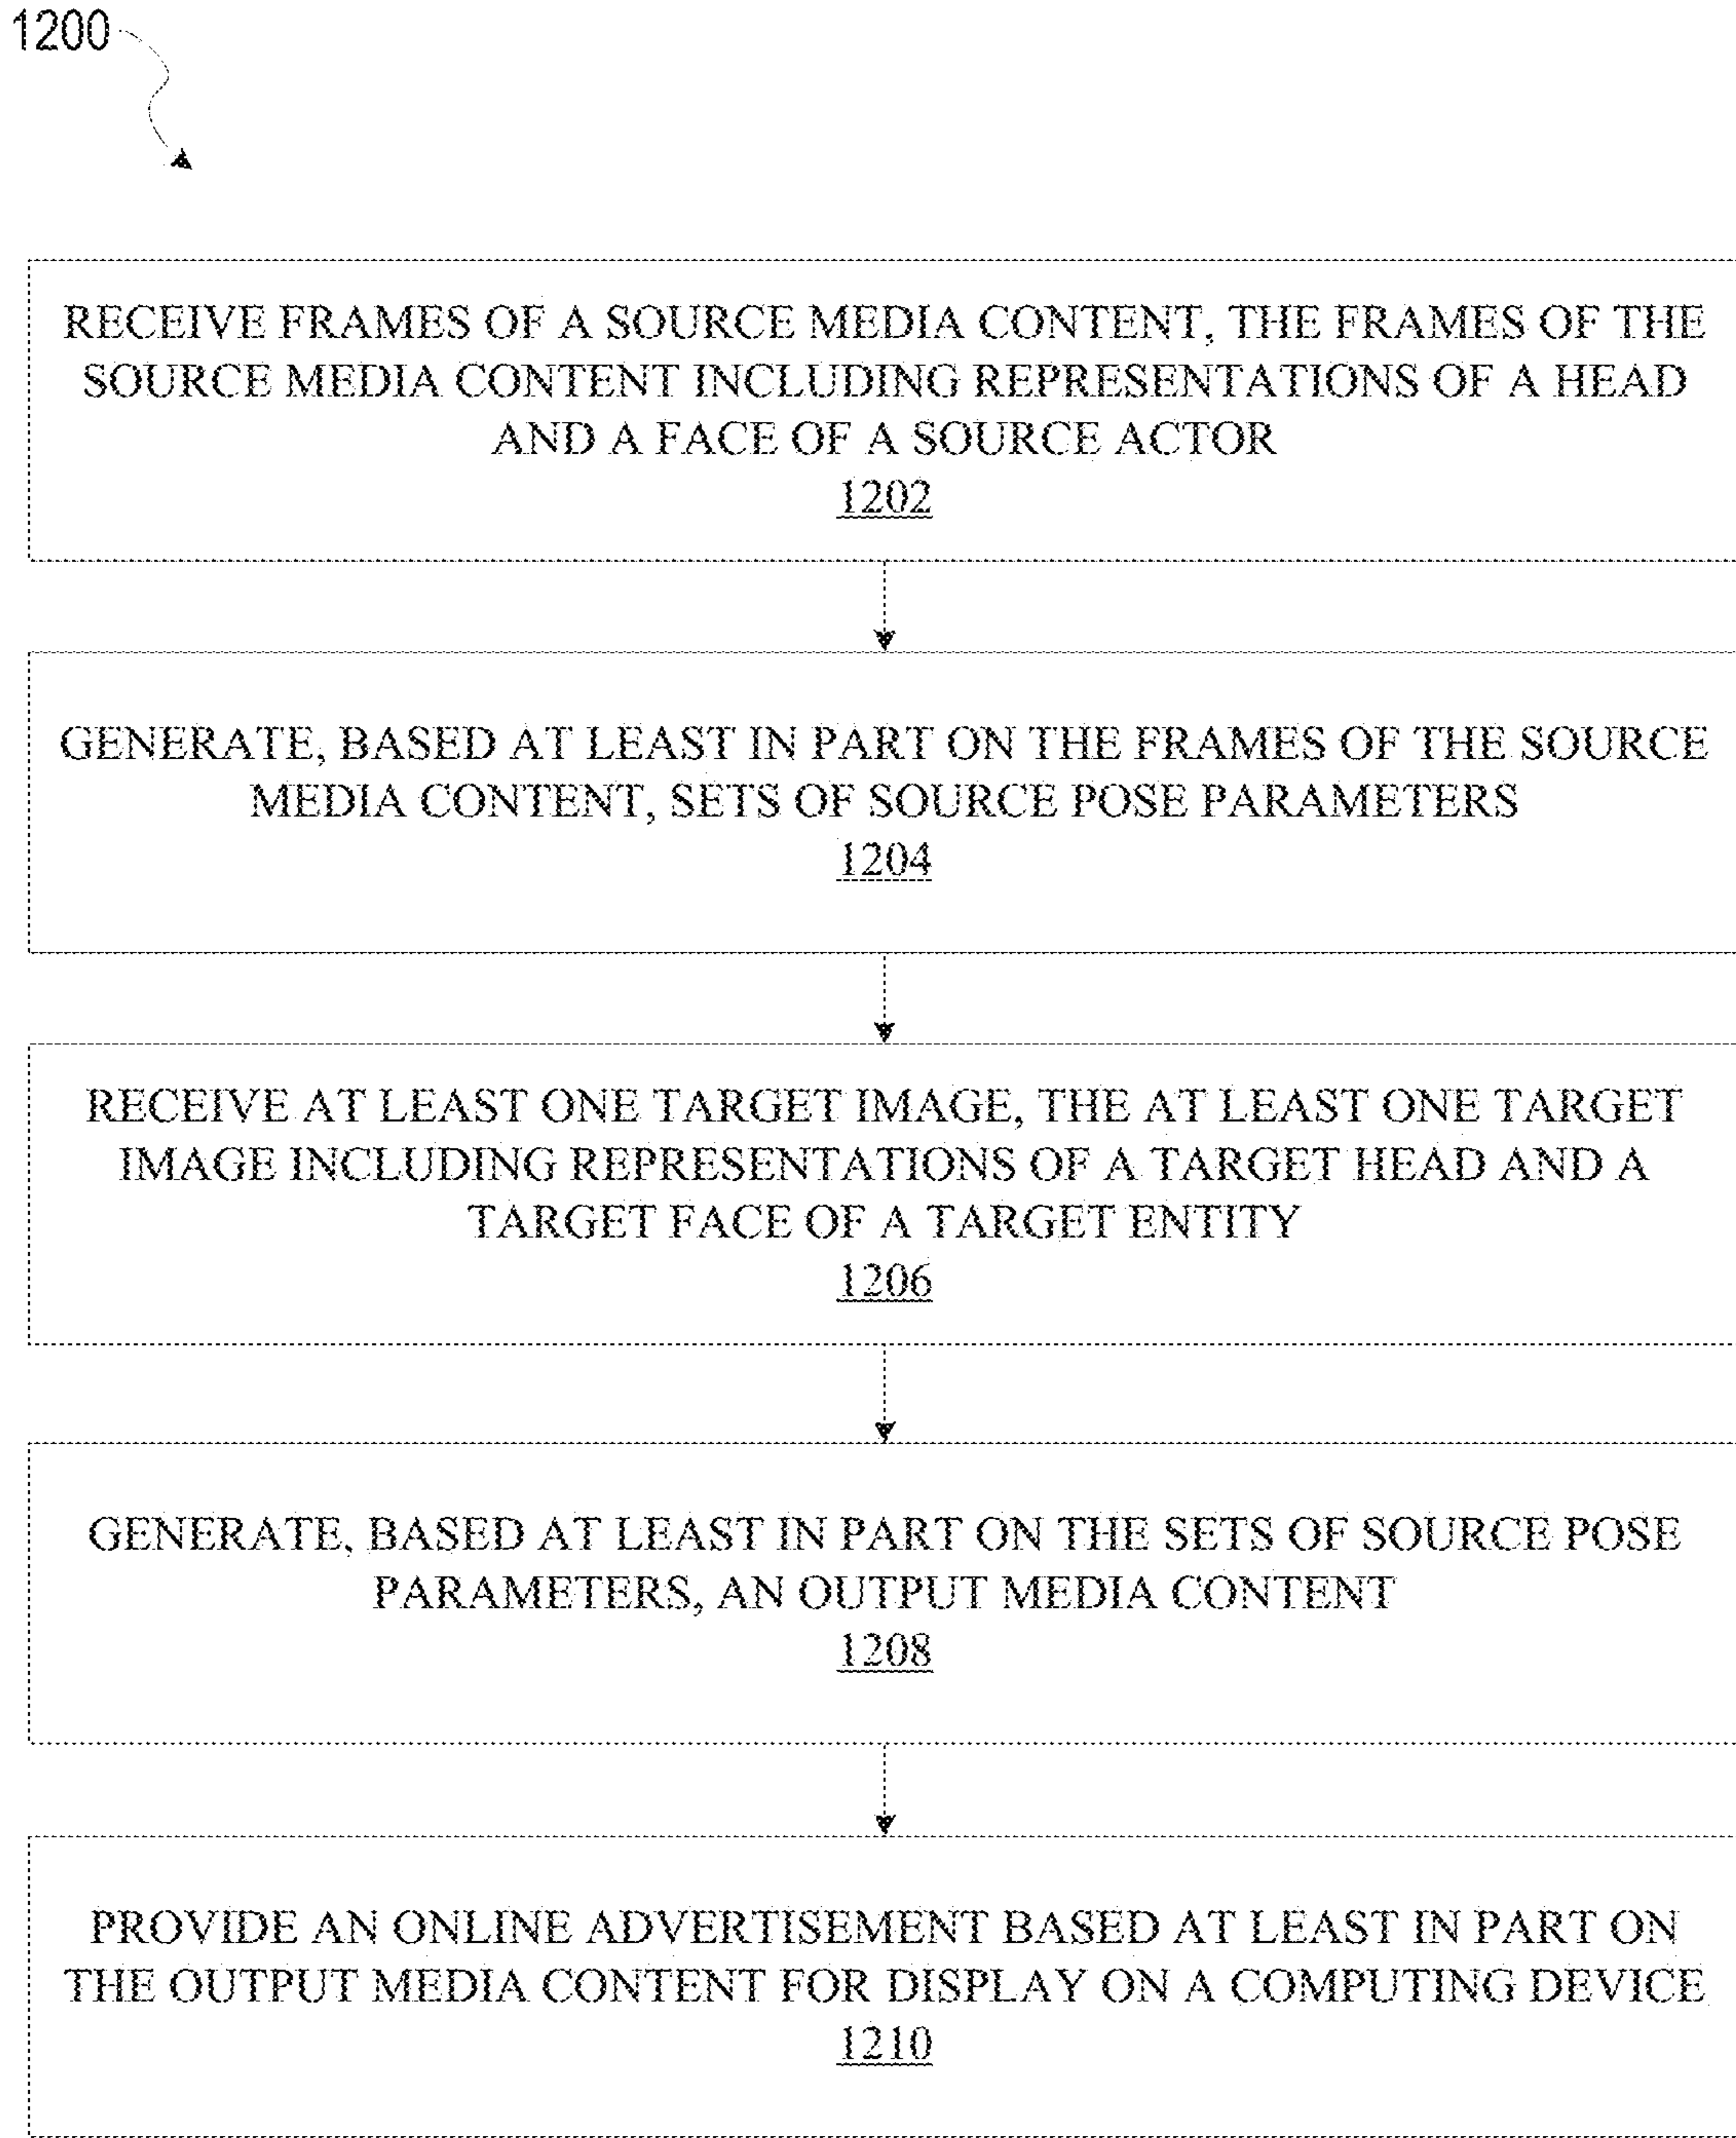 1200
RECEIVE FRAMES OF A SOURCE MEDIA CONTENT, THE FRAMES OF THE
SOURCE MEDIA CONTENT INCLUDING REPRESENTATIONS OF A HEAD
AND A FACE OF A SOURCE ACTOR
1202
GENERATE, BASED AT LEAST IN PART ON THE FRAMES OF THE SOURCE
MEDIA CONTENT, SETS OF SOURCE POSE PARAMETERS
1204
RECEIVE AT LEAST ONE TARGET IMAGE, THE AT LEAST ONE TARGET
IMAGE INCLUDING REPRESENTATIONS OF A TARGET HEAD AND A
TARGET FACE OF A TARGET ENTITY
1206
GENERATE, BASED AT LEAST IN PART ON THE SETS OF SOURCE POSE
PARAMETERS, AN OUTPUT MEDIA CONTENT
1208
PROVIDE AN ONLINE ADVERTISEMENT BASED AT LEAST IN PART ON
THE OUTPUT MEDIA CONTENT FOR DISPLAY ON A COMPUTING DEVICE
1210